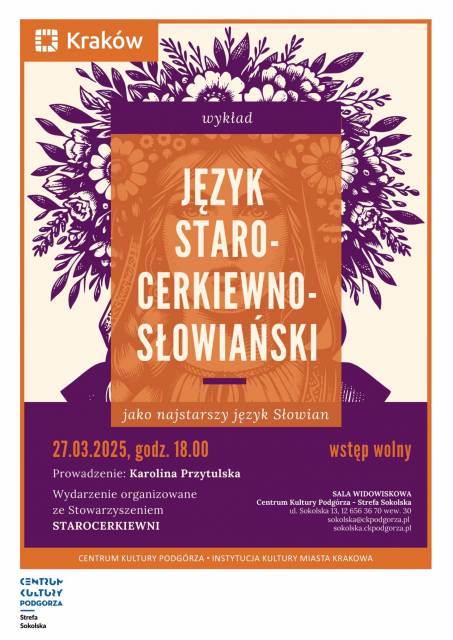 Kraków
wykład
JĘZYK
STARO-
CERKIEWNO-
SŁOWIAŃSKI
jako najstarszy język Słowian
27.03.2025, godz. 18.00
wstęp wolny
Prowadzenie: Karolina Przytulska
Wydarzenie organizowane
ze Stowarzyszeniem
STAROCERKIEWNI
SALA WIDOWISKOWA
Centrum Kultury Podgórza - Strefa Sokolska
ul. Sokolska 13, 12 656 36 70 wew. 30
sokolska@ckpodgorza.pl
sokolska.ckpodgorza.pl
CENTRUM KULTURY PODGÓRZA • INSTYTUCJA KULTURY MIASTA KRAKOWA
CENTRUM
KULTURY
PODGORZA
Strefa
Sokolska